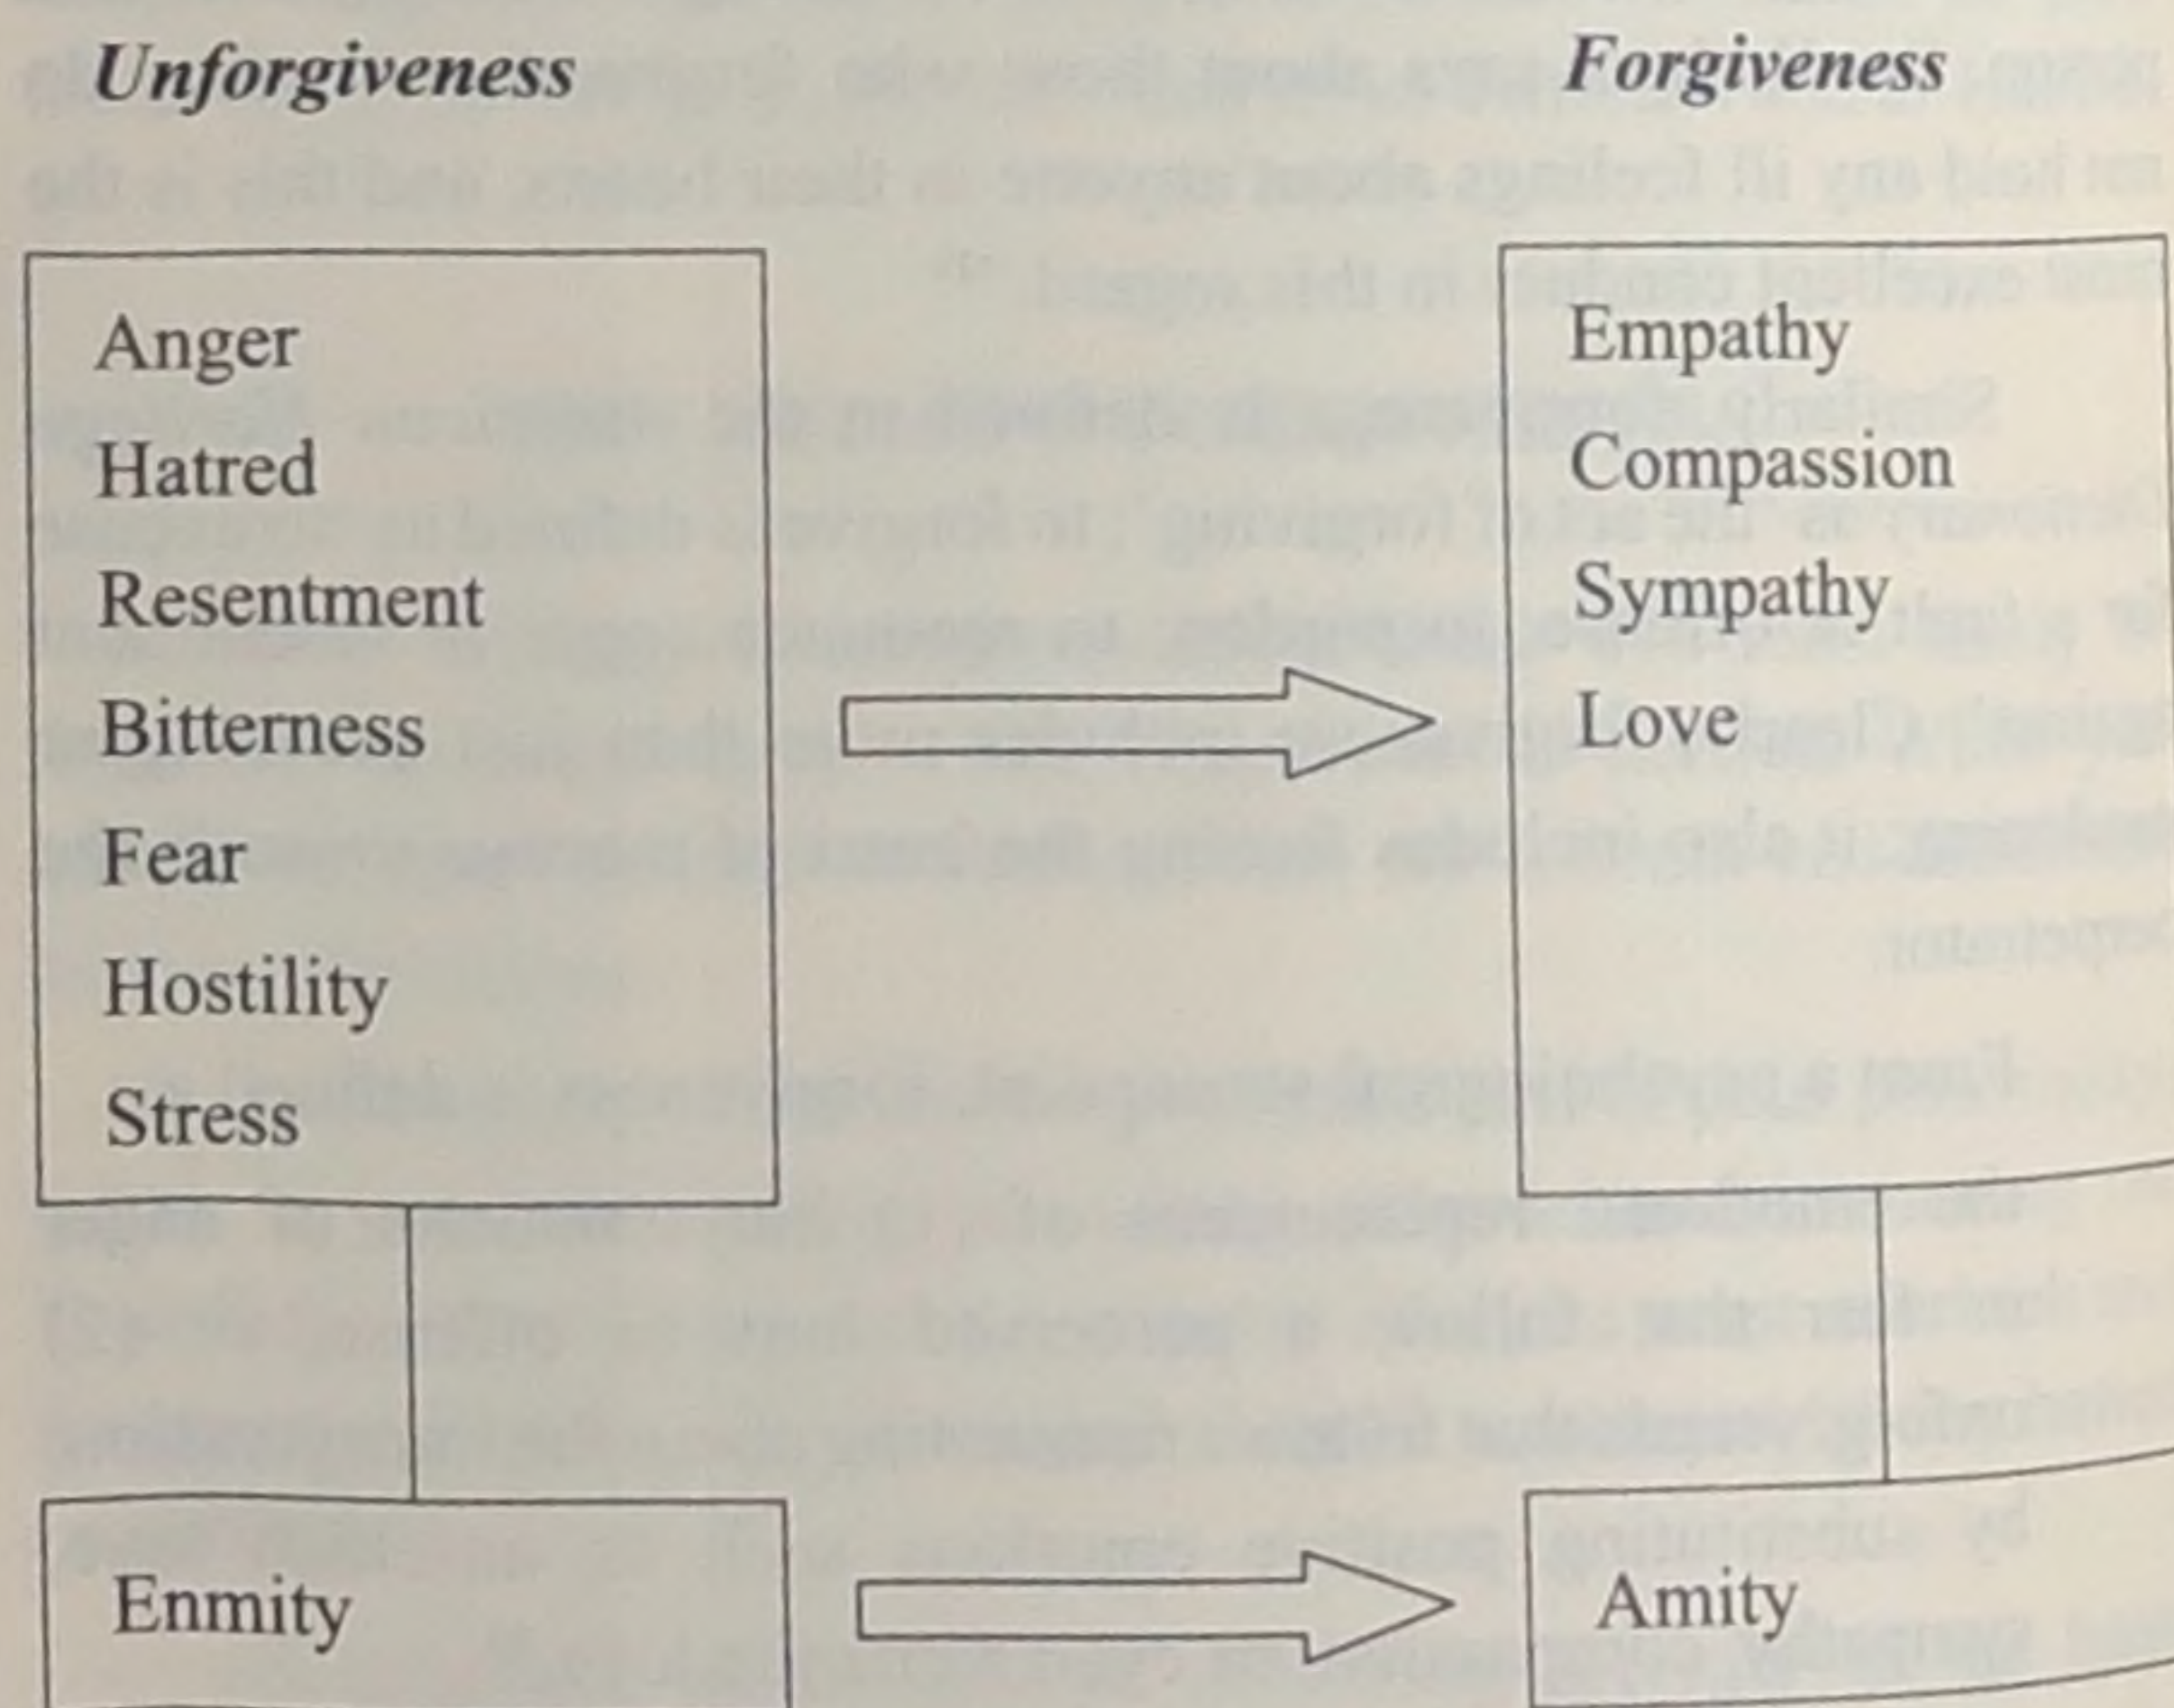 Unforgiveness
Forgiveness
Anger
Hatred
Resentment
Bitterness
Fear
Hostility
Stress
Empathy
Compassion
Sympathy
Love
Enmity
Amity